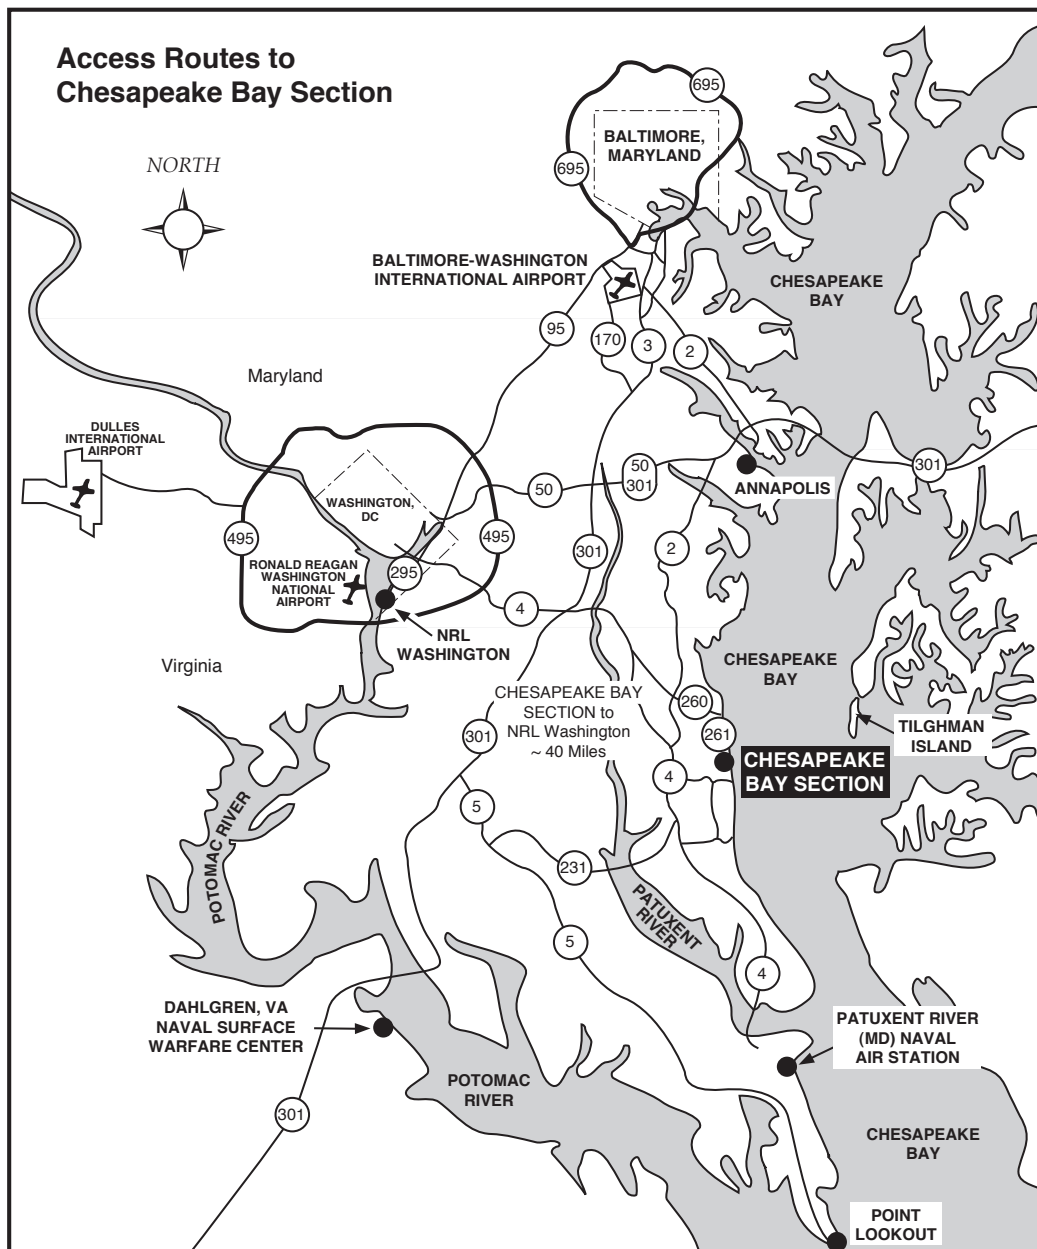 Access Routes to
Chesapeake Bay Section
NORTH
695
BALTIMORE,
MARYLAND
695
BALTIMORE-WASHINGTON
INTERNATIONAL AIRPORT
CHESAPEAKE
BAY
95
170
3
2
Maryland
DULLES
INTERNATIONAL
AIRPORT
50
301
301
50
ANNAPOLIS
WASHINGTON,
DC
495
495
301
2
RONALD REAGAN
WASHINGTON
NATIONAL
AIRPORT
295
4
NRL
WASHINGTON
Virginia
CHESAPEAKE
BAY
CHESAPEAKE BAY
SECTION to
NRL Washington
~ 40 Miles
260
261
301
TILGHMAN
ISLAND
CHESAPEAKE
BAY SECTION
4
5
POTOMAC RIVER
231
PATUXENT
RIVER
5
4
DAHLGREN, VA
NAVAL SURFACE
WARFARE CENTER
PATUXENT RIVER
(MD) NAVAL
AIR STATION
POTOMAC
RIVER
301
CHESAPEAKE
BAY
POINT
LOOKOUT